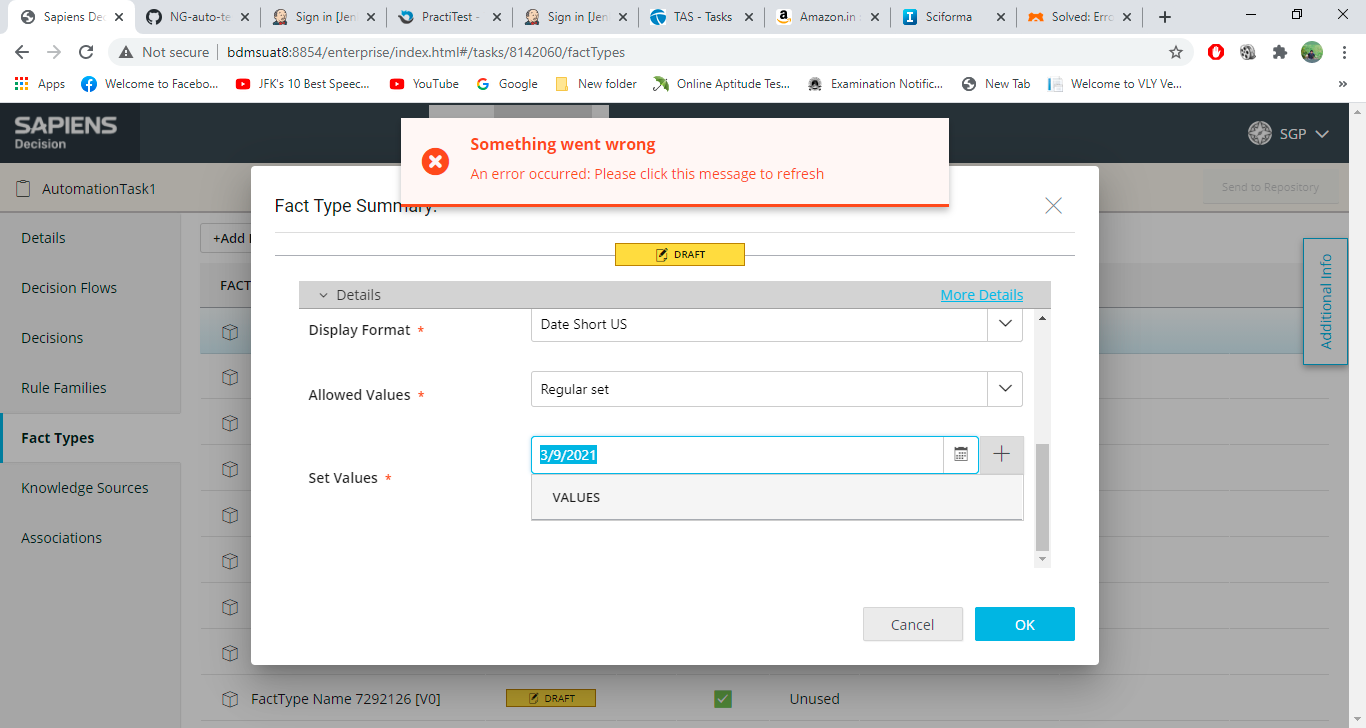 Sapiens Dec
NG-auto-te
Sign in [Jen
PractiTest -
Sign in [Jen
TAS - Tasks
Amazon.in
Sciforma
Solved: Erro
Not secure
bdmsuat8:8854/enterprise/index.html#/tasks/8142060/factTypes
Apps
Welcome to Facebo...
JFK's 10 Best Speec...
YouTube
Google
New folder
Online Aptitude Tes...
Examination Notific...
New Tab
Welcome to VLY Ve...
»
SAPIENS
Decision
SGP
Something went wrong
An error occurred: Please click this message to refresh
AutomationTask1
Send to Repository
Fact Type Summary:
Details
Decision Flows
Decisions
Rule Families
Fact Types
Knowledge Sources
Associations
+Add
FACT
DRAFT
Details
More Details
Display Format *
Date Short US
Allowed Values *
Regular set
Set Values *
3/9/2021
VALUES
Cancel
OK
Additional Info
FactType Name 7292126 [V0]
DRAFT
Unused